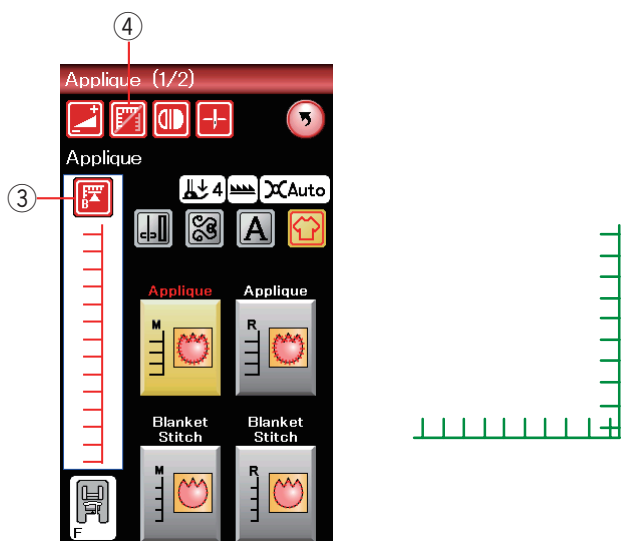 ④
Applique (1/2)
Applique
③
B
4
Auto
A
Applique
Applique
M
R
Blanket
Stitch
Blanket
Stitch
M
R
F